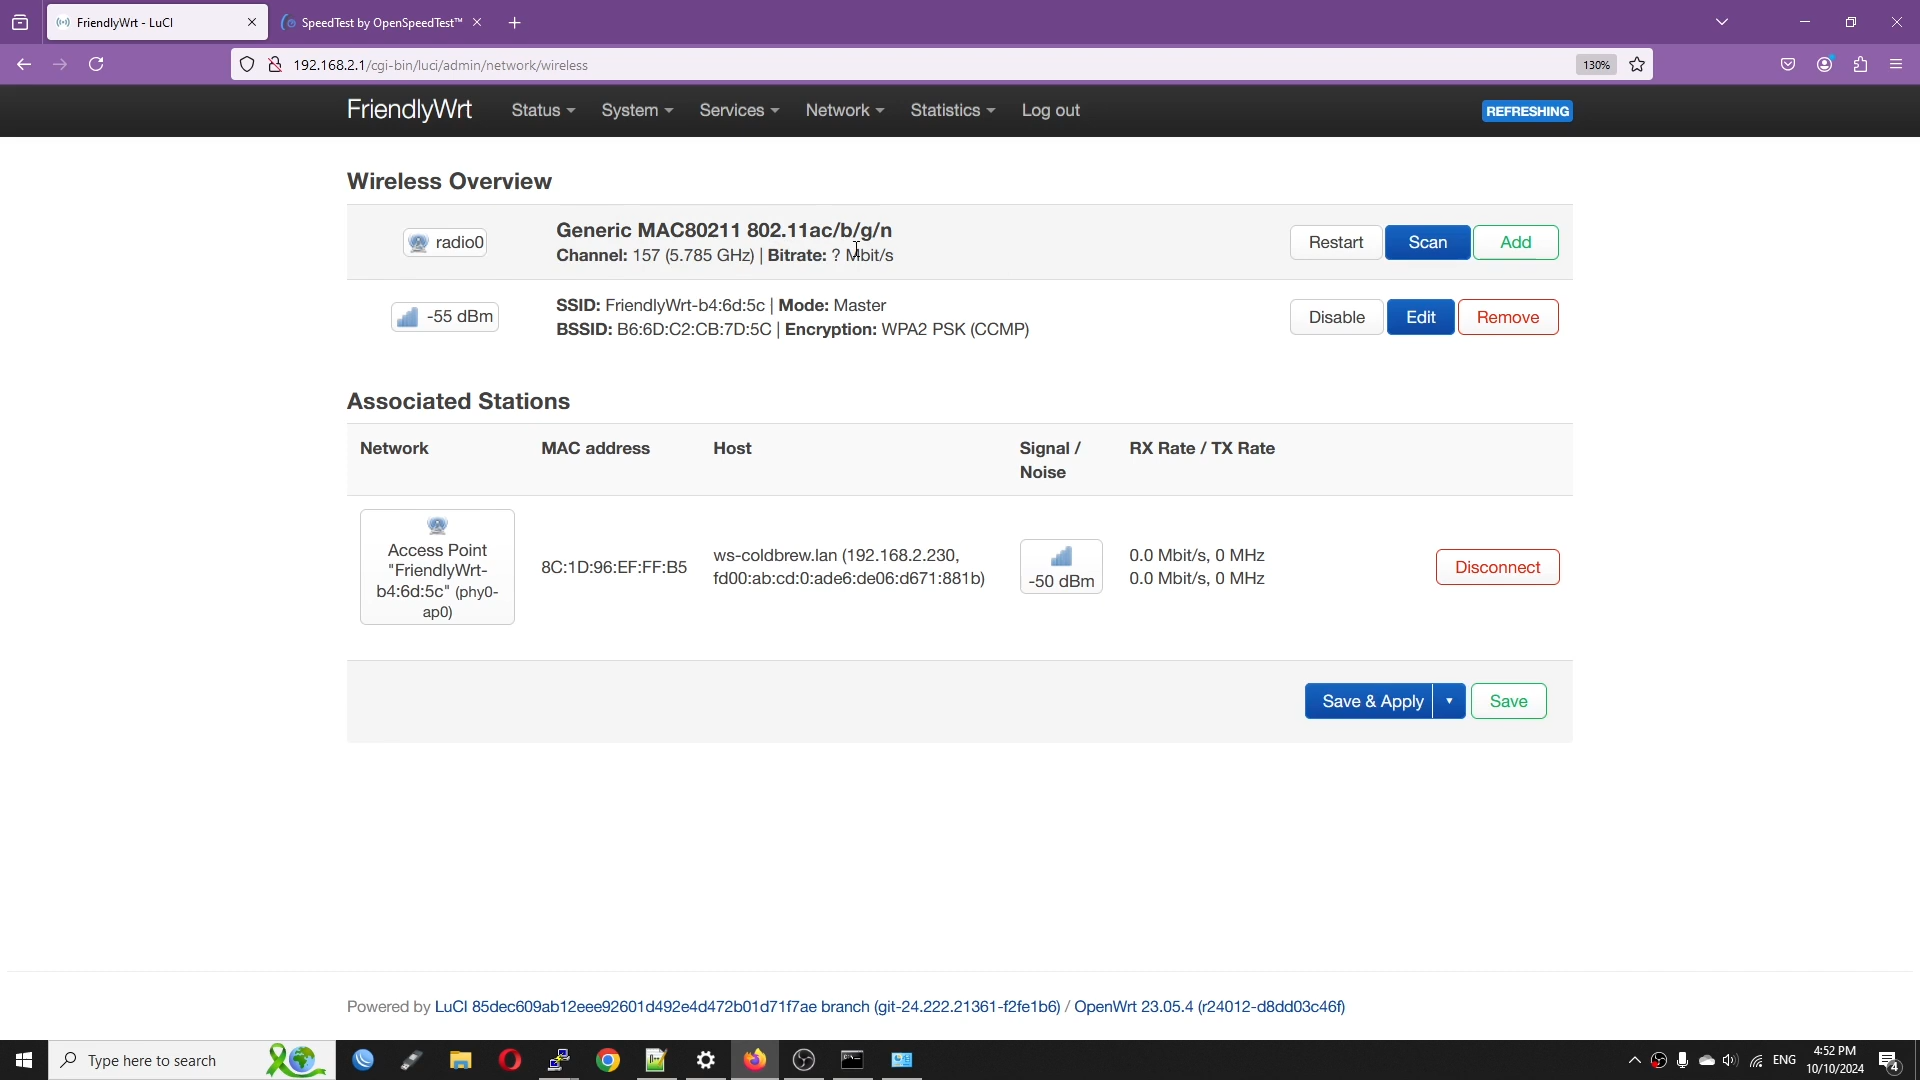 FriendlyWrt - LuCI
SpeedTest by OpenSpeedTest™
192.168.2.1/cgi-bin/luci/admin/network/wireless
130%
FriendlyWrt
Status
System
Services
Network
Statistics
Log out
REFRESHING
Wireless Overview
radio0
Generic MAC80211 802.11ac/b/g/n
Channel: 157 (5.785 GHz) | Bitrate: ? Mbit/s
Restart
Scan
Add
-55 dBm
SSID: FriendlyWrt-b4:6d:5c | Mode: Master
BSSID: B6:6D:C2:CB:7D:5C | Encryption: WPA2 PSK (CCMP)
Disable
Edit
Remove
Associated Stations
Network
MAC address
Host
Signal /
Noise
RX Rate / TX Rate
Access Point
"FriendlyWrt-
b4:6d:5c" (phy0-
ap0)
8C:1D:96:EF:FF:B5
ws-coldbrew.lan (192.168.2.230,
fd00:ab:cd:0:ade6:de06:d671:881b)
-50 dBm
0.0 Mbit/s, 0 MHz
0.0 Mbit/s, 0 MHz
Disconnect
Save & Apply
Save
Powered by LuCI 85dec609ab12eee92601d492e4d472b01d71f7ae branch (git-24.222.21361-f2fe1b6) / OpenWrt 23.05.4 (r24012-d8dd03c46f)
Type here to search
ENG
4:52 PM
10/10/2024
4